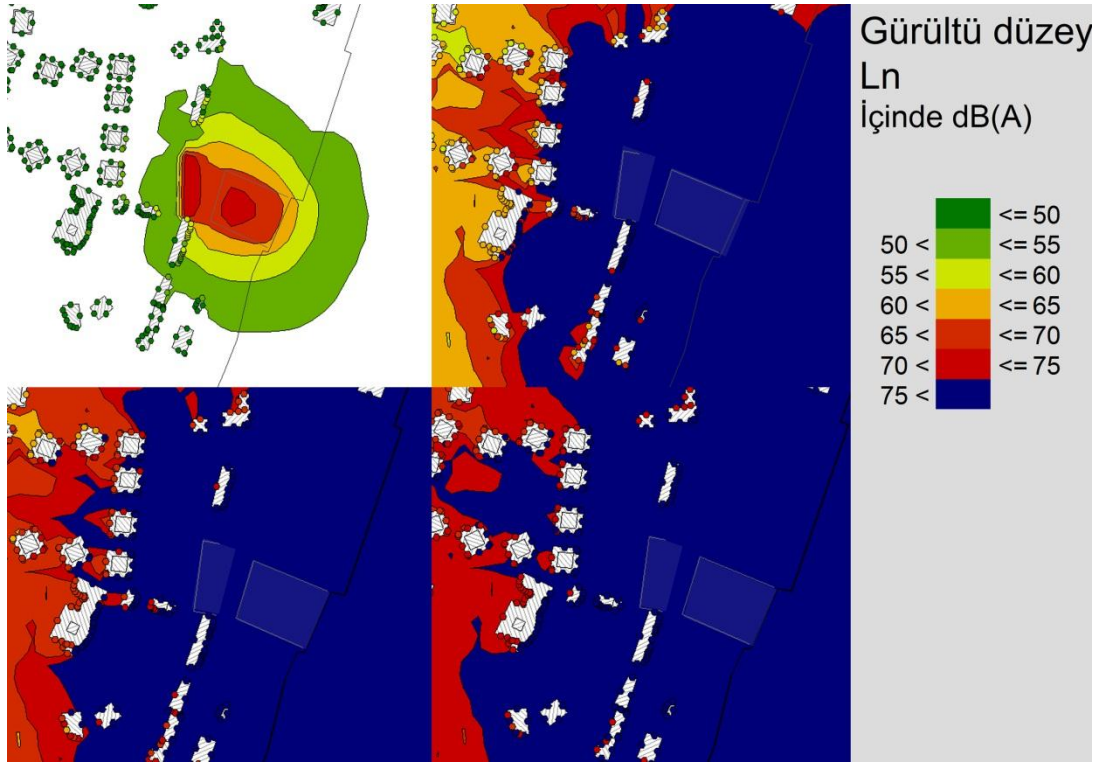 Gürültü düzey
Ln
İçinde dB(A)
<= 50
50 < <= 55
55 < <= 60
60 < <= 65
65 < <= 70
70 < <= 75
75 <